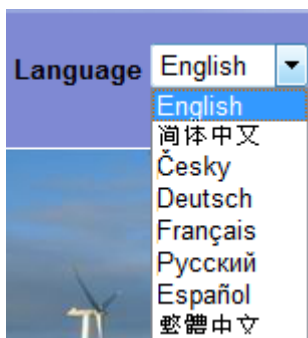 Language English
English
简体中文
Česky
Deutsch
Français
Русский
Español
繁體中文